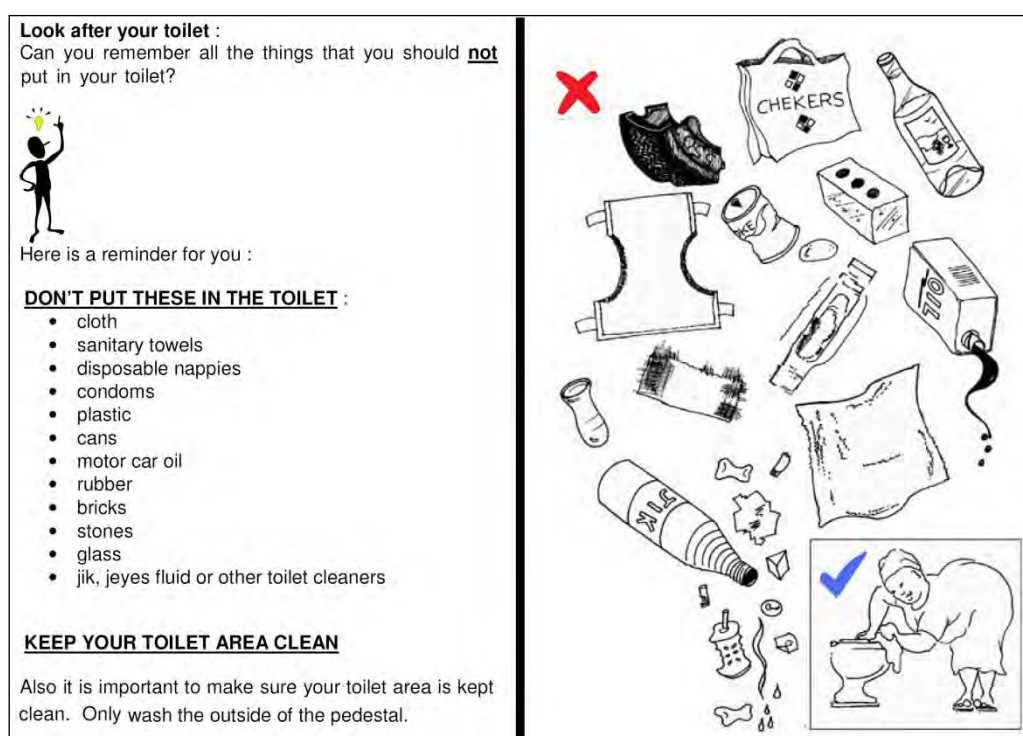 Look after your toilet :
Can you remember all the things that you should not
put in your toilet?
Here is a reminder for you :
DON'T PUT THESE IN THE TOILET :
• cloth
• sanitary towels
• disposable nappies
• condoms
• plastic
• cans
• motor car oil
• rubber
• bricks
• stones
• glass
• jik, jeyes fluid or other toilet cleaners
KEEP YOUR TOILET AREA CLEAN
Also it is important to make sure your toilet area is kept
clean. Only wash the outside of the pedestal.
CHEKERS
OKE
OIL
JIK